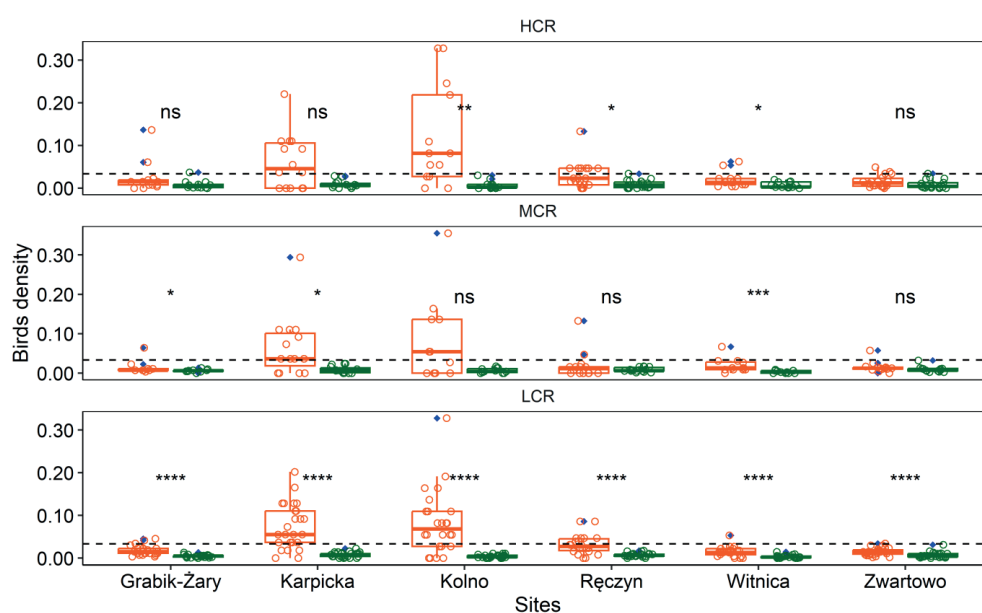 HCR
0.30
0.20
0.10
0.00
ns ns ** * * ns
MCR
0.30
0.20
0.10
0.00
* * ns ns *** ns
LCR
0.30
0.20
0.10
0.00
**** **** **** **** **** ****
Birds density
Grabik-Żary Karpicka Kolno Ręczyn Witnica Zwartowo
Sites